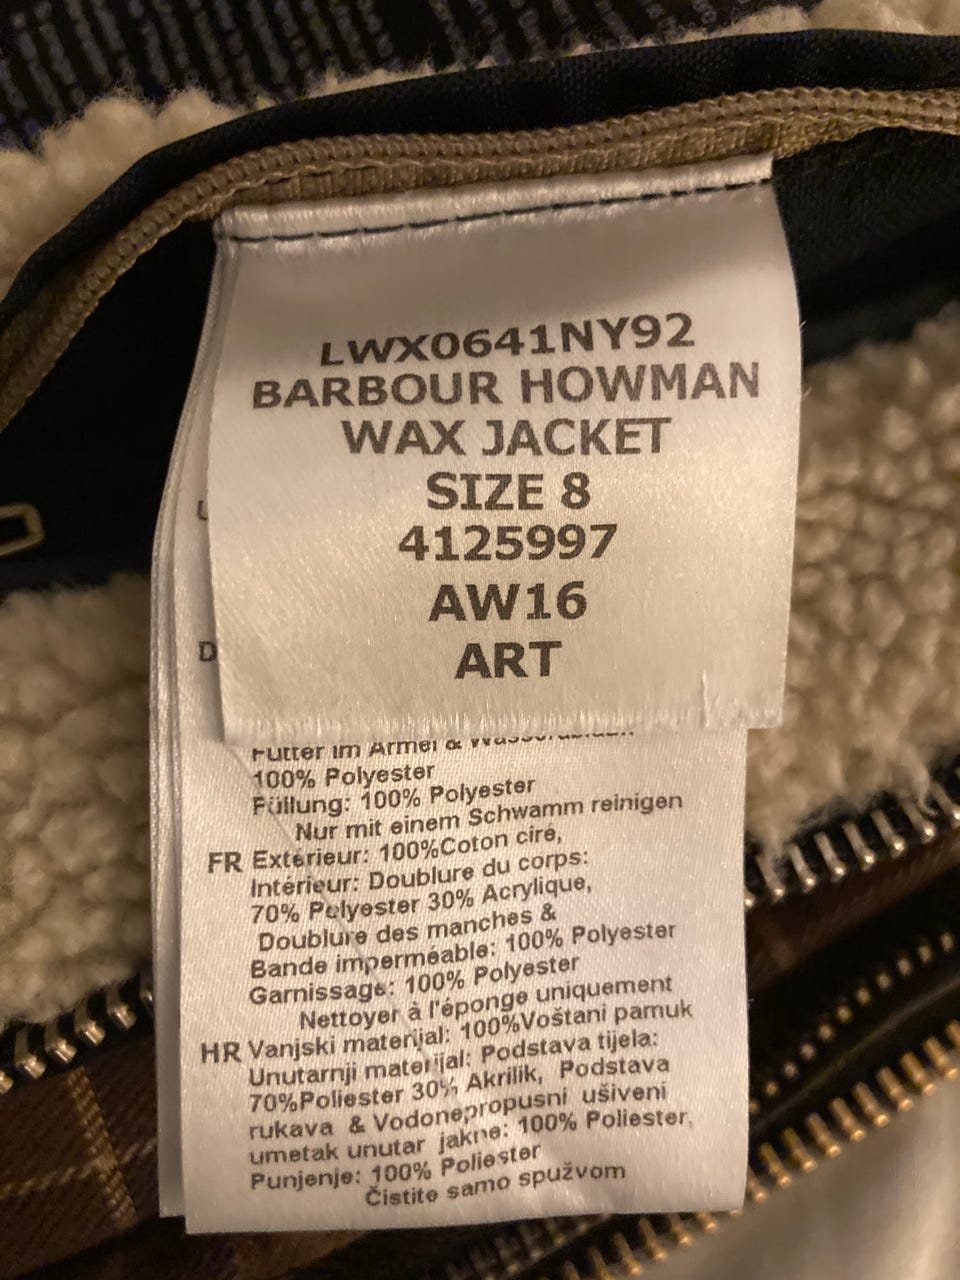 LWX0641NY92
BARBOUR HOWMAN
WAX JACKET
SIZE 8
4125997
AW16
ART
D
Futter im Ärmel &
100% Polyester
Füllung: 100% Polyester
Nur mit einem Schwamm reinigen
FR Extérieur: 100%Coton ciré,
Intérieur: Doublure du corps:
70% Polyester 30% Acrylique,
Doublure des manches &
Bande imperméable: 100% Polyester
Garnissage: 100% Polyester
Nettoyer à l'éponge uniquement
HR Vanjski materijal: 100%Voštani pamuk
Unutarnji materijal: Podstava tijela:
70%Poliester 30% Akrilik, Podstava
rukava & Vodonepropusni ušiveni
umetak unutar jakne: 100% Poliester,
Punjenje: 100% Poliester
Čistite samo spužvom